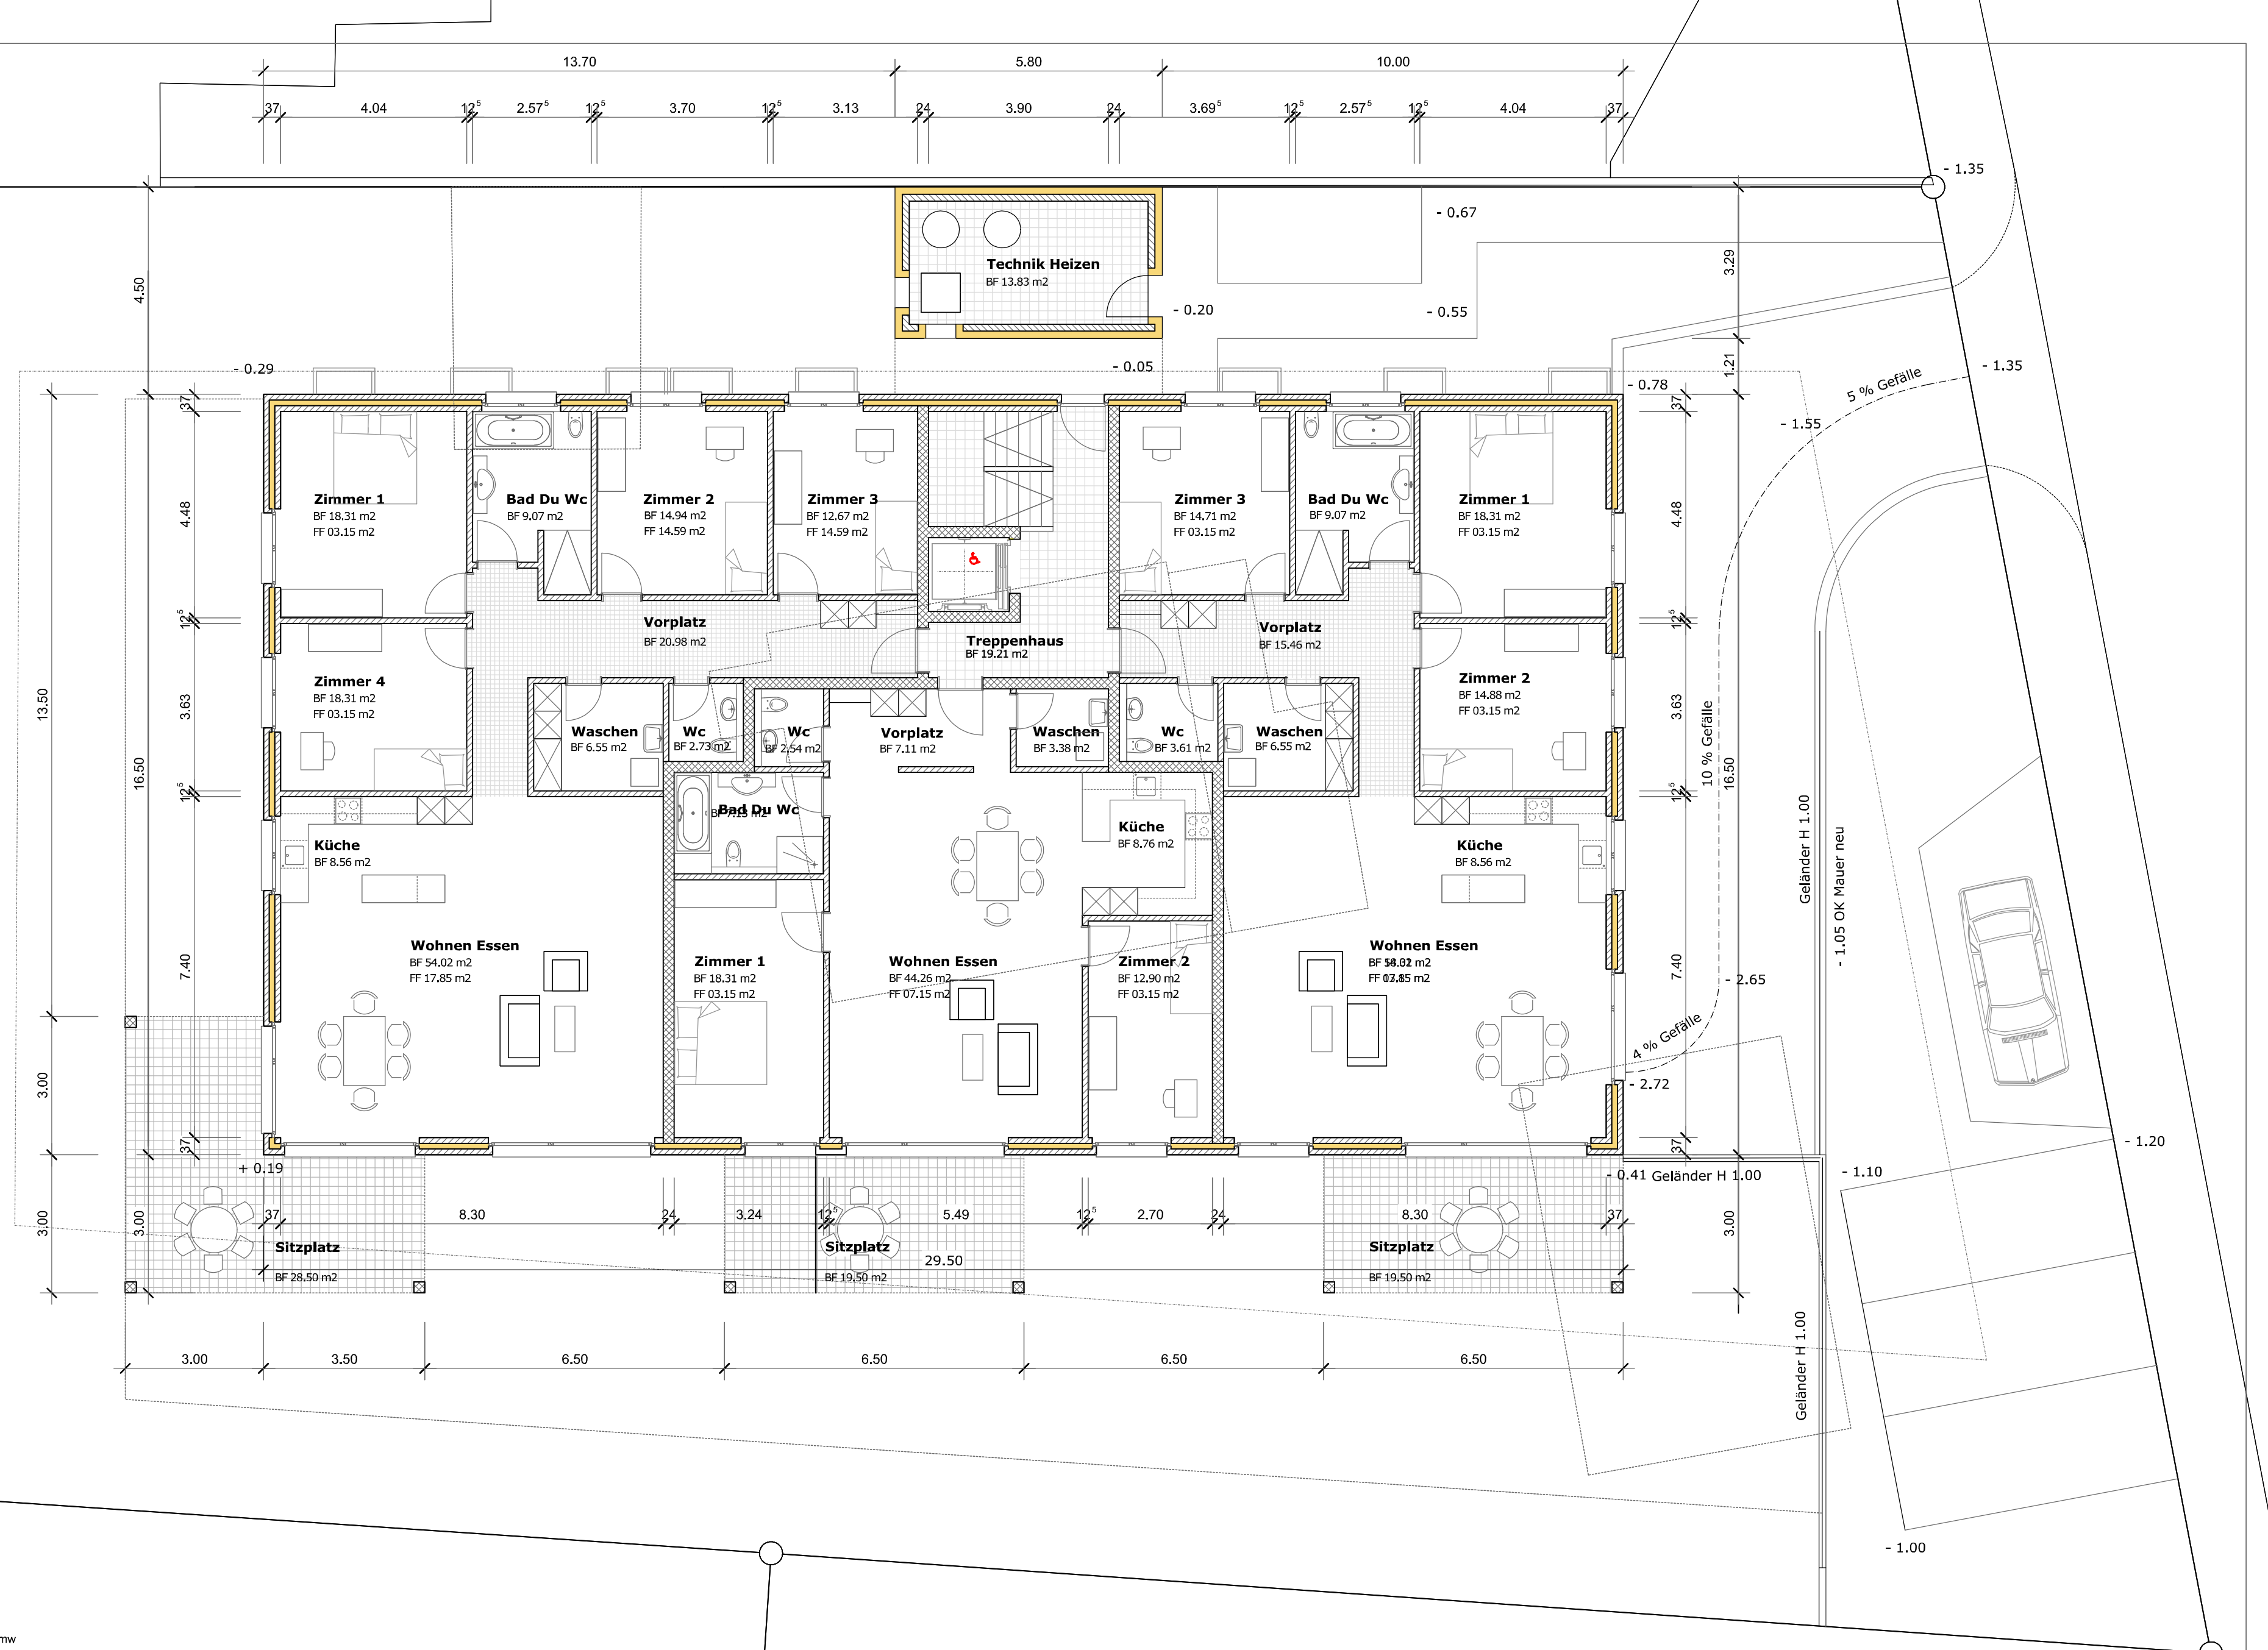 13.70 5.80 10.00
37 4.04 12⁵ 2.57⁵ 12⁵ 3.70 12⁵ 3.13 24 3.90 24 3.69⁵ 12⁵ 2.57⁵ 12⁵ 4.04 37
- 1.35
- 0.67
Technik Heizen
BF 13.83 m2
4.50
3.29
- 0.20
- 0.55
- 0.29
- 0.05
1.21
- 1.35
- 0.78
5 % Gefälle
- 1.55
37
37
Zimmer 1
BF 18.31 m2
FF 03.15 m2
Bad Du Wc
BF 9.07 m2
Zimmer 2
BF 14.94 m2
FF 14.59 m2
Zimmer 3
BF 12.67 m2
FF 14.59 m2
Zimmer 3
BF 14.71 m2
FF 03.15 m2
Bad Du Wc
BF 9.07 m2
Zimmer 1
BF 18.31 m2
FF 03.15 m2
4.48
4.48
12⁵
12⁵
Vorplatz
BF 20.98 m2
Treppenhaus
BF 19.21 m2
Vorplatz
BF 15.46 m2
13.50
16.50
3.63
Zimmer 4
BF 18.31 m2
FF 03.15 m2
Zimmer 2
BF 14.88 m2
FF 03.15 m2
3.63
10 % Gefälle
16.50
Waschen
BF 6.55 m2
Wc
BF 2.73 m2
Wc
BF 2.54 m2
Vorplatz
BF 7.11 m2
Waschen
BF 3.38 m2
Wc
BF 3.61 m2
Waschen
BF 6.55 m2
12⁵
12⁵
Bad Du Wc
BF 7.13 m2
Küche
BF 8.56 m2
Küche
BF 8.76 m2
Küche
BF 8.56 m2
Geländer H 1.00
- 1.05 OK Mauer neu
7.40
7.40
Wohnen Essen
BF 54.02 m2
FF 17.85 m2
Zimmer 1
BF 18.31 m2
FF 03.15 m2
Wohnen Essen
BF 44.26 m2
FF 07.15 m2
Zimmer 2
BF 12.90 m2
FF 03.15 m2
Wohnen Essen
- 2.65
4 % Gefälle
- 2.72
3.00
37
37
- 1.20
+ 0.19
- 0.41 Geländer H 1.00
- 1.10
3.00
3.00
37 8.30 24 3.24 12⁵ 5.49 12⁵ 2.70 24 8.30 37
3.00
Sitzplatz
BF 28.50 m2
Sitzplatz
BF 19.50 m2
29.50
Sitzplatz
BF 19.50 m2
Geländer H 1.00
3.00 3.50 6.50 6.50 6.50 6.50
- 1.00
mw